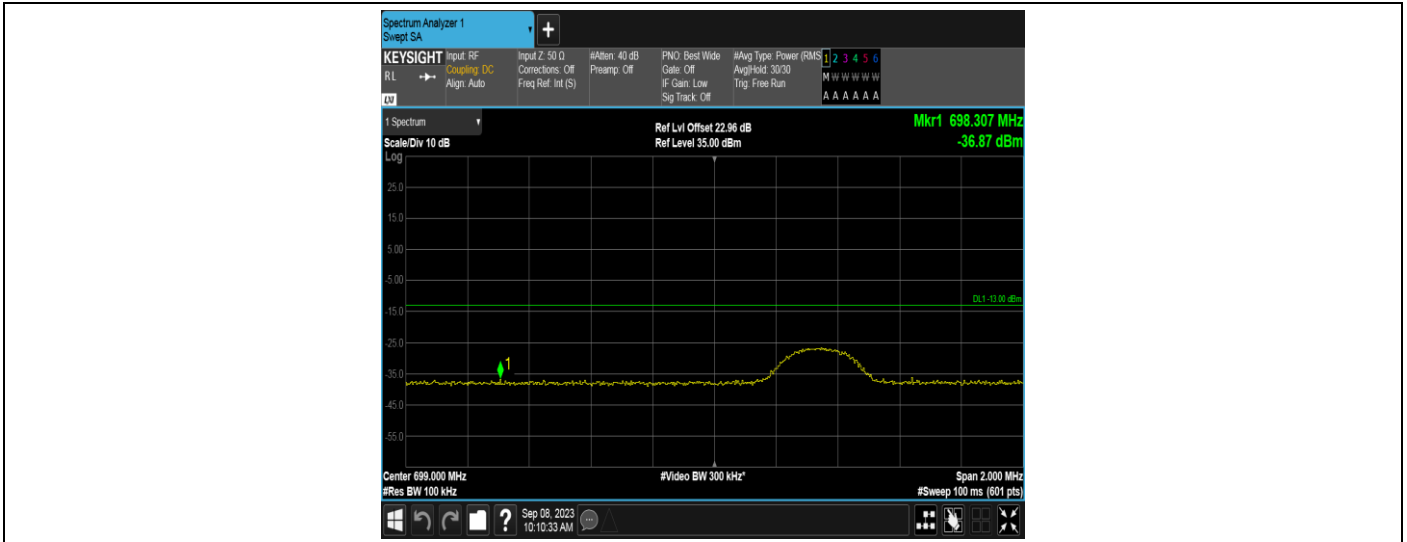 Spectrum Analyzer 1
Swept SA
+
KEYSIGHT Input: RF Input Z: 50 Ω #Atten: 40 dB PNO: Best Wide #Avg Type: Power (RMS 1 2 3 4 5 6
RL Coupling: DC Corrections: Off Preamp: Off Gate: Off Avg|Hold: 30/30 M W W W W W
Align: Auto Freq Ref: Int (S) IF Gain: Low Trig: Free Run
LXI Sig Track: Off A A A A A A
1 Spectrum Ref Lvl Offset 22.96 dB Mkr1 698.307 MHz
Scale/Div 10 dB Ref Level 35.00 dBm -36.87 dBm
Log
25.0
15.0
5.00
-5.00
DL1 -13.00 dBm
-15.0
-25.0
1
-35.0
-45.0
-55.0
Center 699.000 MHz #Video BW 300 kHz* Span 2.000 MHz
#Res BW 100 kHz #Sweep 100 ms (601 pts)
? Sep 08, 2023
10:10:33 AM